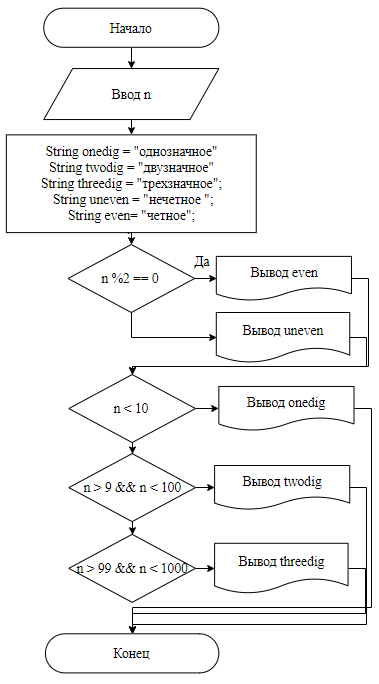 Начало
Ввод n
String onedig = "однозначное"
String twodig = "двузначное"
String threedig = "трехзначное";
String uneven = "нечетное ";
String even= "четное";
n %2 == 0
Да
Вывод even
Вывод uneven
n < 10
Вывод onedig
n > 9 && n < 100
Вывод twodig
n > 99 && n < 1000
Вывод threedig
Конец